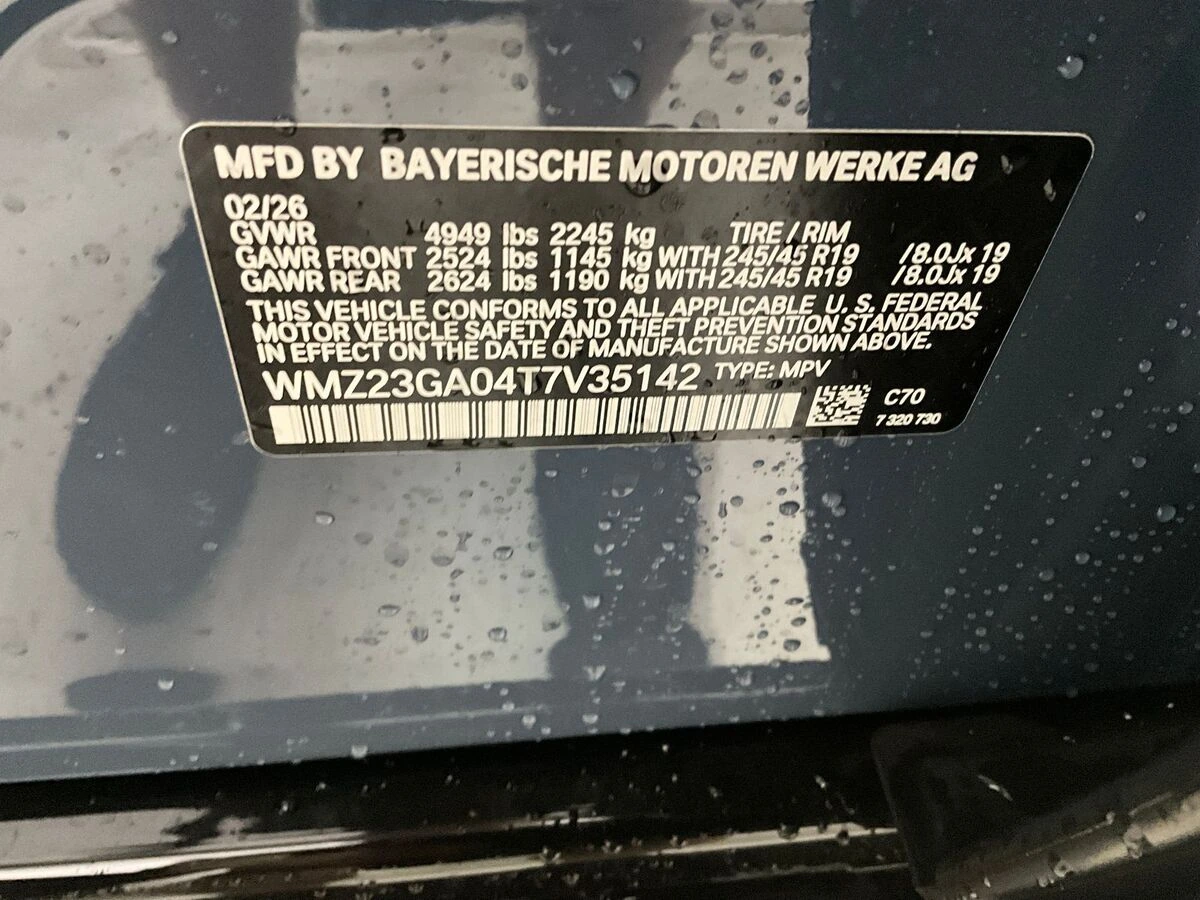 MFD BY BAYERISCHE MOTOREN WERKE AG
02/26
GVWR 4949 lbs 2245 kg TIRE / RIM
GAWR FRONT 2524 lbs 1145 kg WITH 245/45 R19 /8.0Jx 19
GAWR REAR 2624 lbs 1190 kg WITH 245/45 R19 /8.0Jx 19
THIS VEHICLE CONFORMS TO ALL APPLICABLE U. S. FEDERAL
MOTOR VEHICLE SAFETY AND THEFT PREVENTION STANDARDS
IN EFFECT ON THE DATE OF MANUFACTURE SHOWN ABOVE.
WMZ23GA04T7V35142 TYPE: MPV
C70
7 320 730